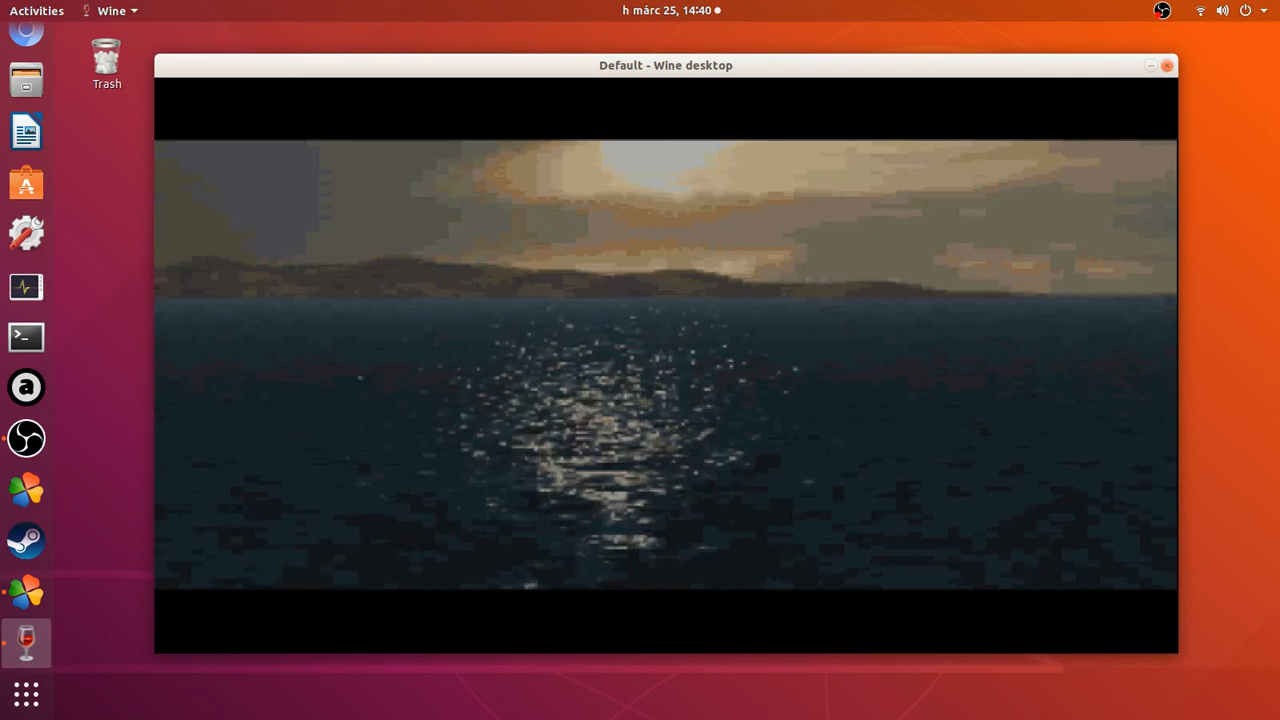 Activities
Wine
h márc 25, 14:40
Default - Wine desktop
Trash